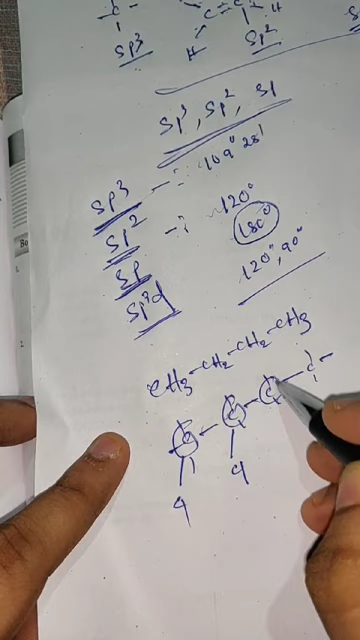 C C = C H
Sp3 H Sp2
Sp3, Sp2, Sp
Sp3 - 109° 28'
Sp2 - 120°
Sp 180°
Sp3d 120°, 90°
CH3 - CH2 - CH2 - CH3
C - C - C - C -
4 4